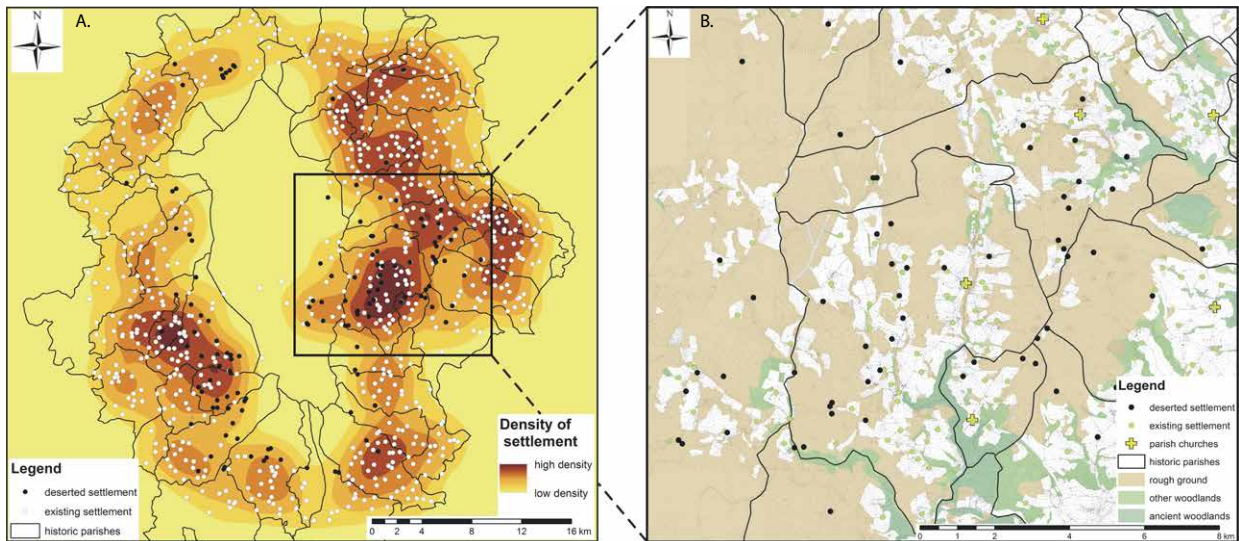 A.
B.
Density of
settlement
high density
low density
Legend
deserted settlement
existing settlement
historic parishes
0 2 4 8 12 16 km
Legend
deserted settlement
existing settlement
parish churches
historic parishes
rough ground
other woodlands
ancient woodlands
0 1 2 4 6 8 km